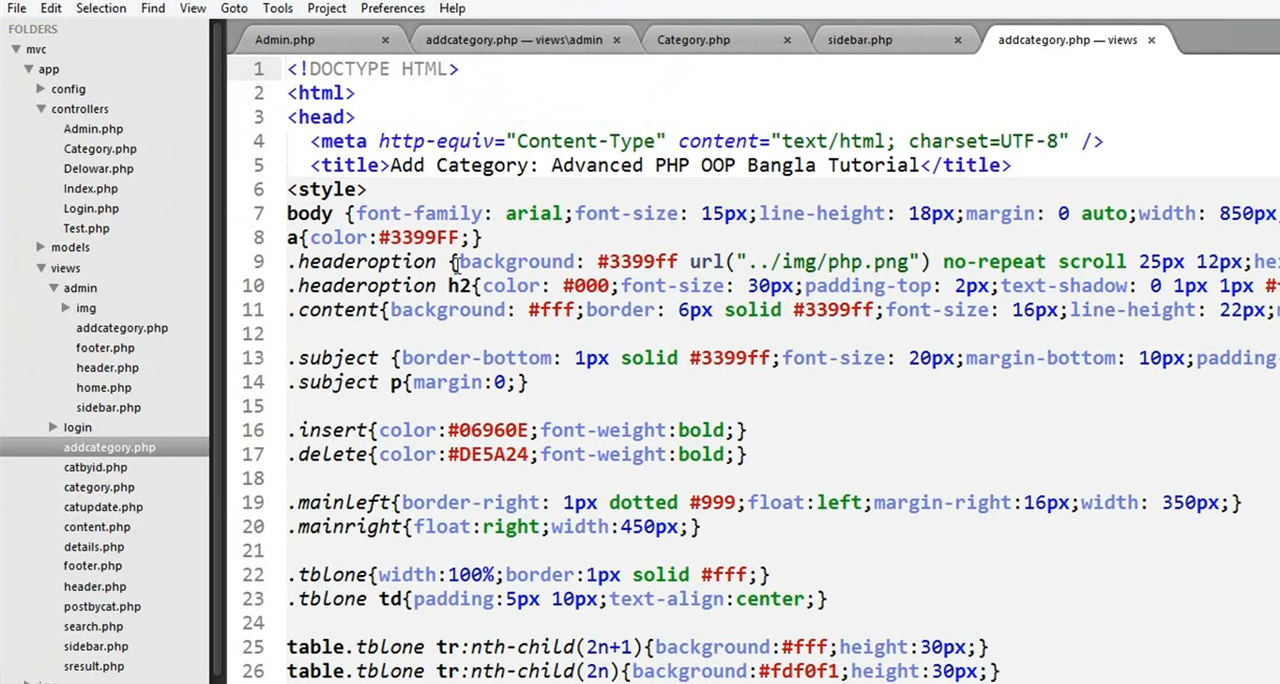 File Edit Selection Find View Goto Tools Project Preferences Help
FOLDERS
mvc
app
config
controllers
Admin.php
Category.php
Delowar.php
Index.php
Login.php
Test.php
models
views
admin
img
addcategory.php
footer.php
header.php
home.php
sidebar.php
login
addcategory.php
catbyid.php
category.php
catupdate.php
content.php
details.php
footer.php
header.php
postbycat.php
search.php
sidebar.php
sresult.php
Admin.php × addcategory.php — views\admin × Category.php × sidebar.php × addcategory.php — views ×
1 <!DOCTYPE HTML>
2 <html>
3 <head>
4 <meta http-equiv="Content-Type" content="text/html; charset=UTF-8" />
5 <title>Add Category: Advanced PHP OOP Bangla Tutorial</title>
6 <style>
7 body {font-family: arial;font-size: 15px;line-height: 18px;margin: 0 auto;width: 850px
8 a{color:#3399FF;}
9 .headeroption {background: #3399ff url("../img/php.png") no-repeat scroll 25px 12px;he
10 .headeroption h2{color: #000;font-size: 30px;padding-top: 2px;text-shadow: 0 1px 1px #
11 .content{background: #fff;border: 6px solid #3399ff;font-size: 16px;line-height: 22px;
12
13 .subject {border-bottom: 1px solid #3399ff;font-size: 20px;margin-bottom: 10px;padding
14 .subject p{margin:0;}
15
16 .insert{color:#06960E;font-weight:bold;}
17 .delete{color:#DE5A24;font-weight:bold;}
18
19 .mainleft{border-right: 1px dotted #999;float:left;margin-right:16px;width: 350px;}
20 .mainright{float:right;width:450px;}
21
22 .tblone{width:100%;border:1px solid #fff;}
23 .tblone td{padding:5px 10px;text-align:center;}
24
25 table.tblone tr:nth-child(2n+1){background:#fff;height:30px;}
26 table.tblone tr:nth-child(2n){background:#fdf0f1;height:30px;}